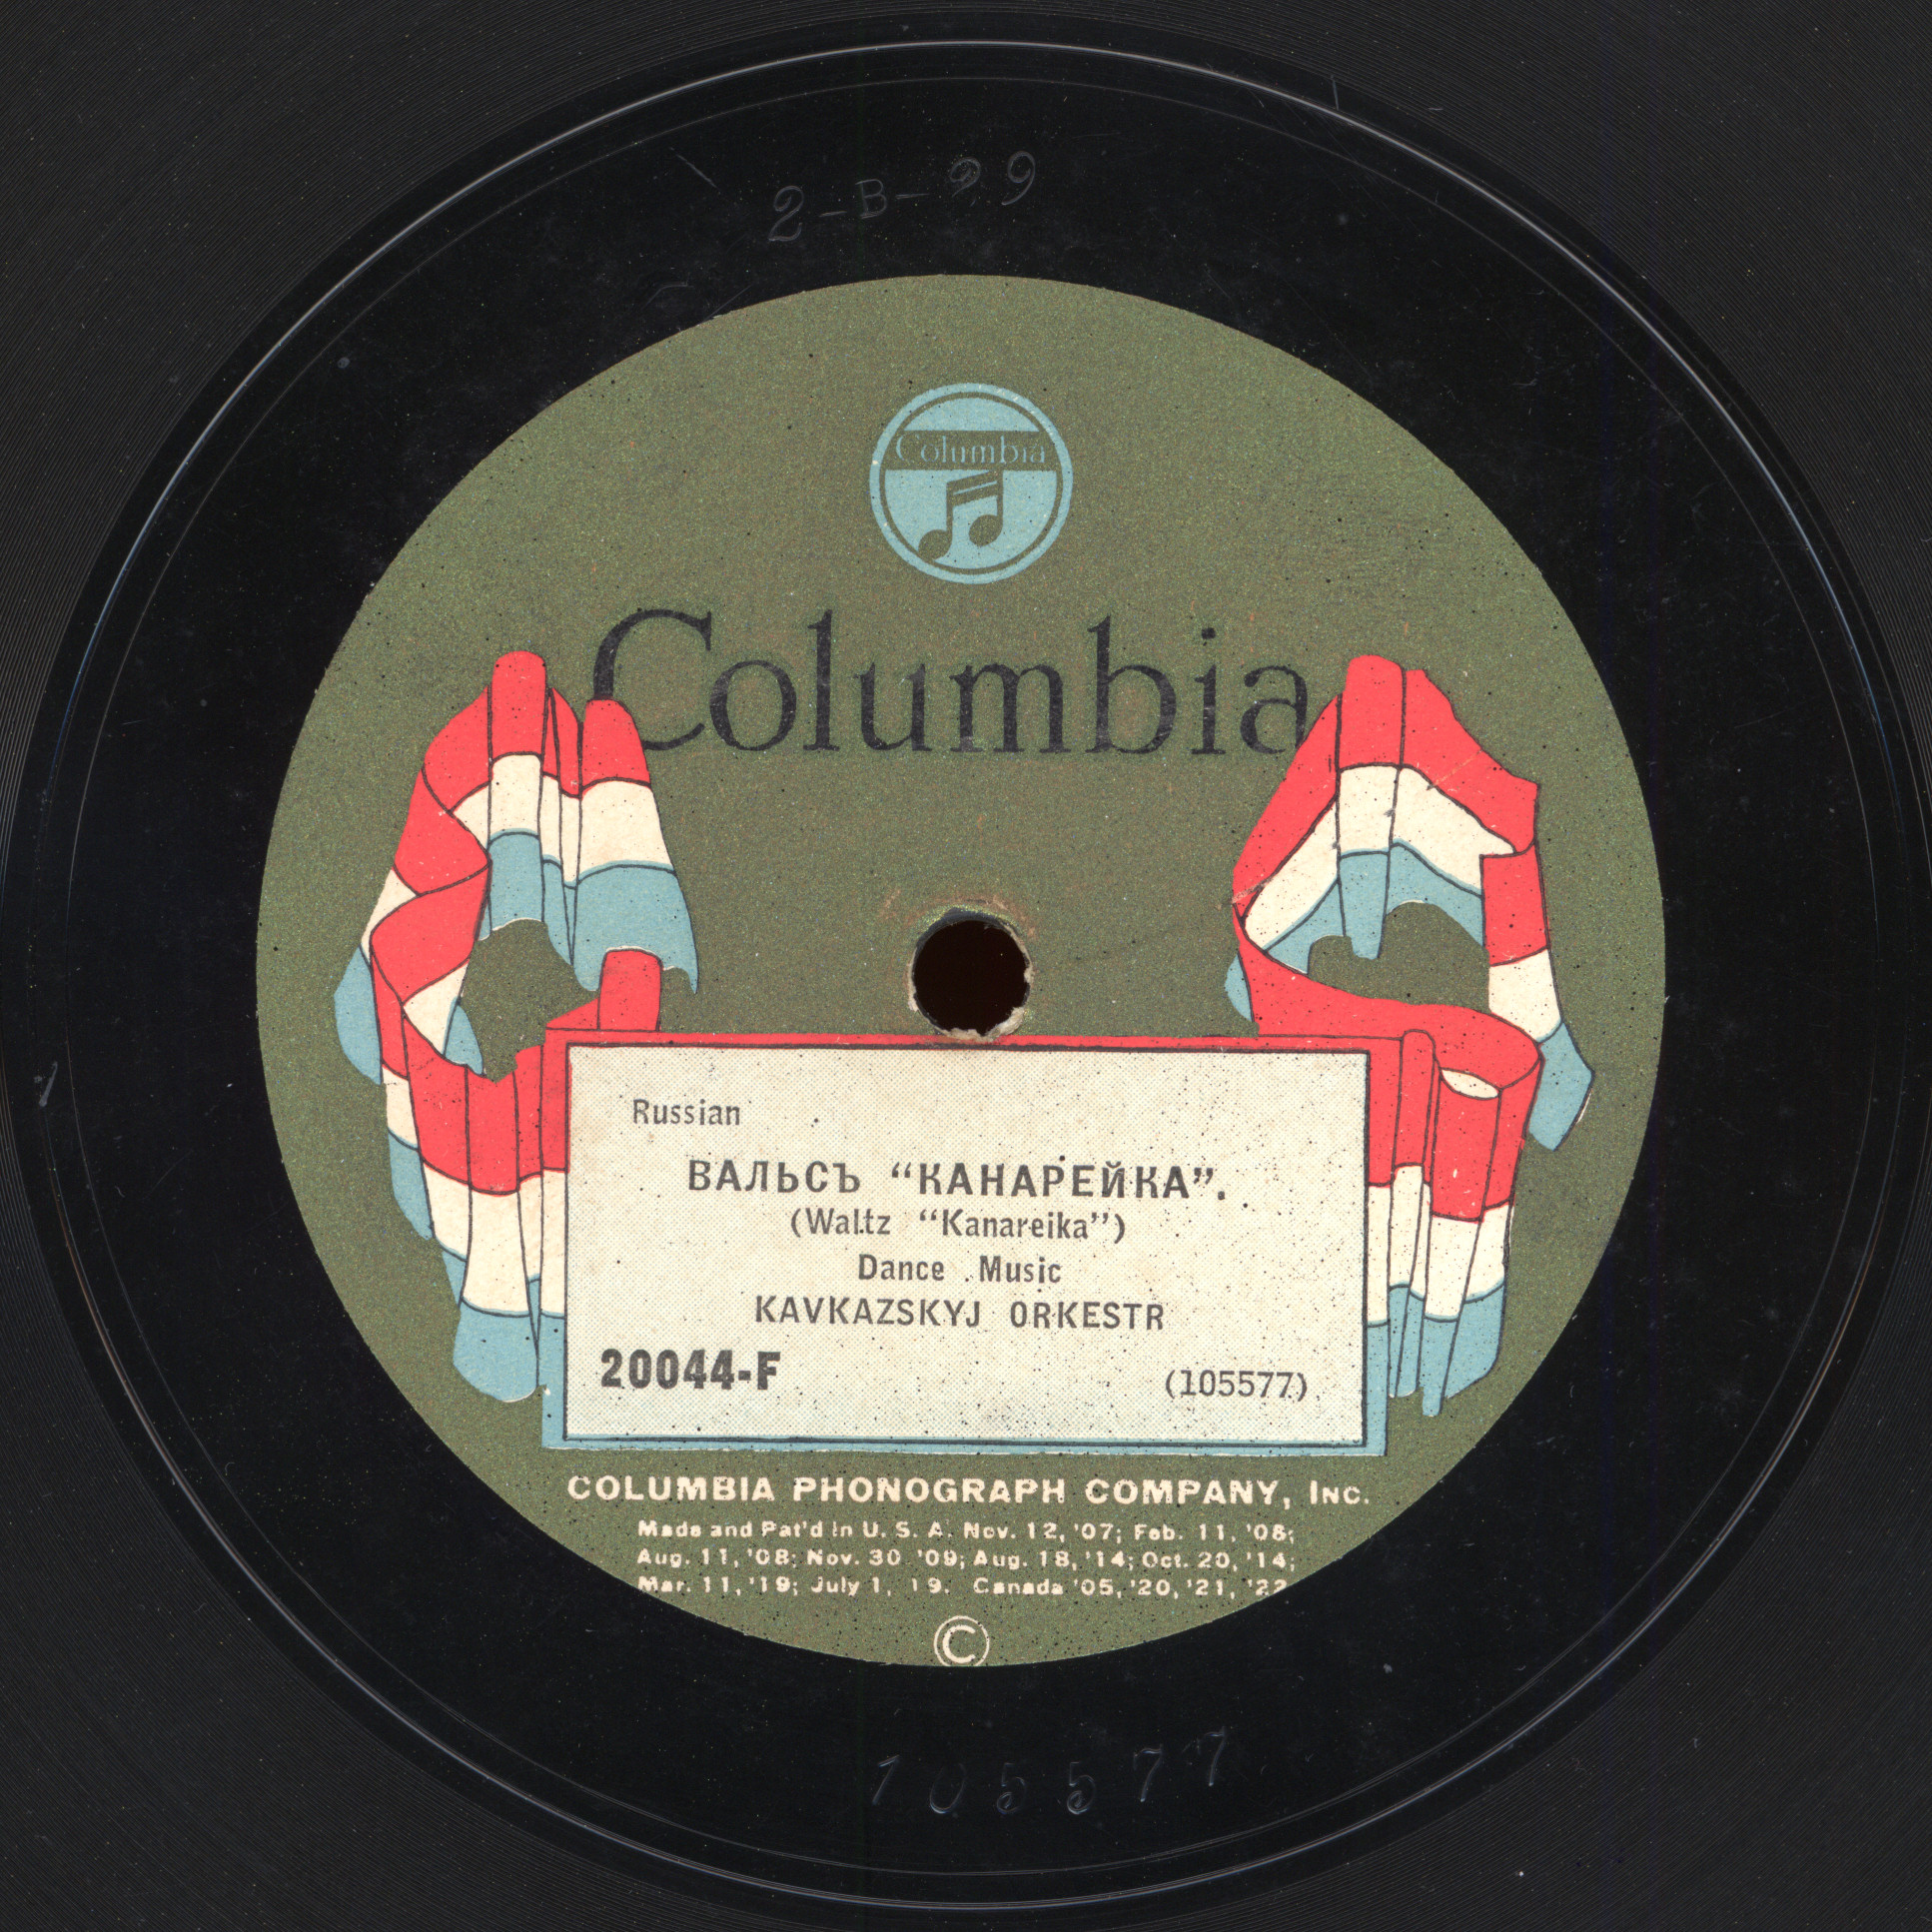 2-B-99
Columbia
Columbia
Russian
ВАЛЬСЪ “КАНАРЕЙКА”.
(Waltz “Kanareika”)
Dance Music
KAVKAZSKYJ ORKESTR
20044-F (105577)
COLUMBIA PHONOGRAPH COMPANY, INC.
Made and Pat'd in U. S. A. Nov. 12, '07; Feb. 11, '08;
Aug. 11, '08; Nov. 30 '09; Aug. 18, '14; Oct. 20, '14;
Mar. 11, '19; July 1, 19. Canada '05, '20, '21, '22
©
105577